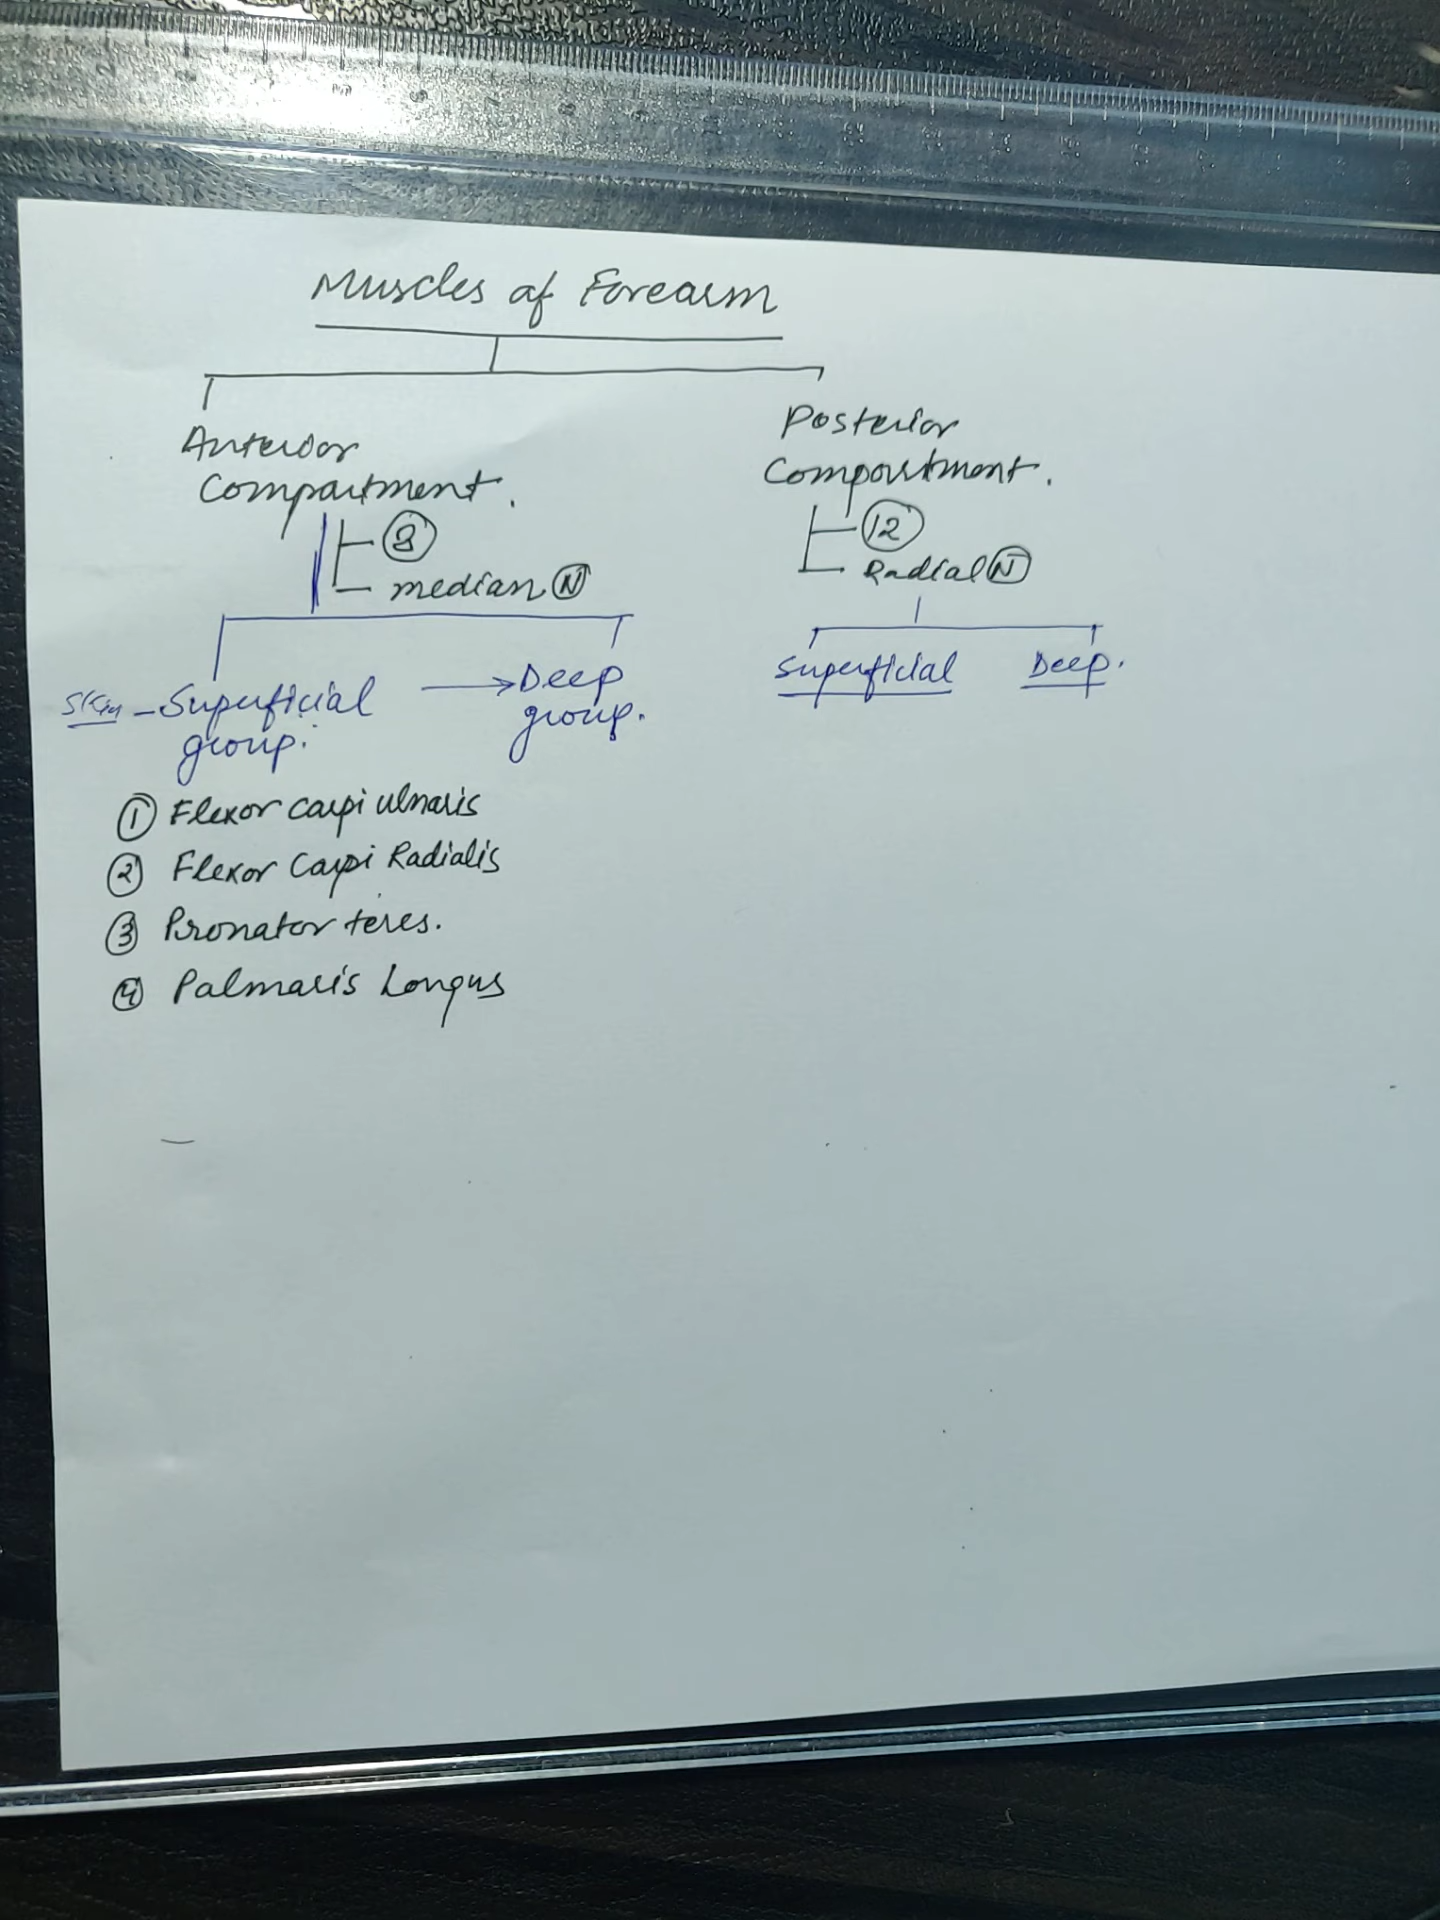 Muscles of Forearm
Anterior
Compartment.
8
median N
Posterior
Compartment.
12
Radial N
Skin - Superficial
group.
Deep
group.
Superficial
Deep.
1 Flexor carpi ulnaris
2 Flexor Carpi Radialis
3 Pronator teres.
4 Palmaris Longus